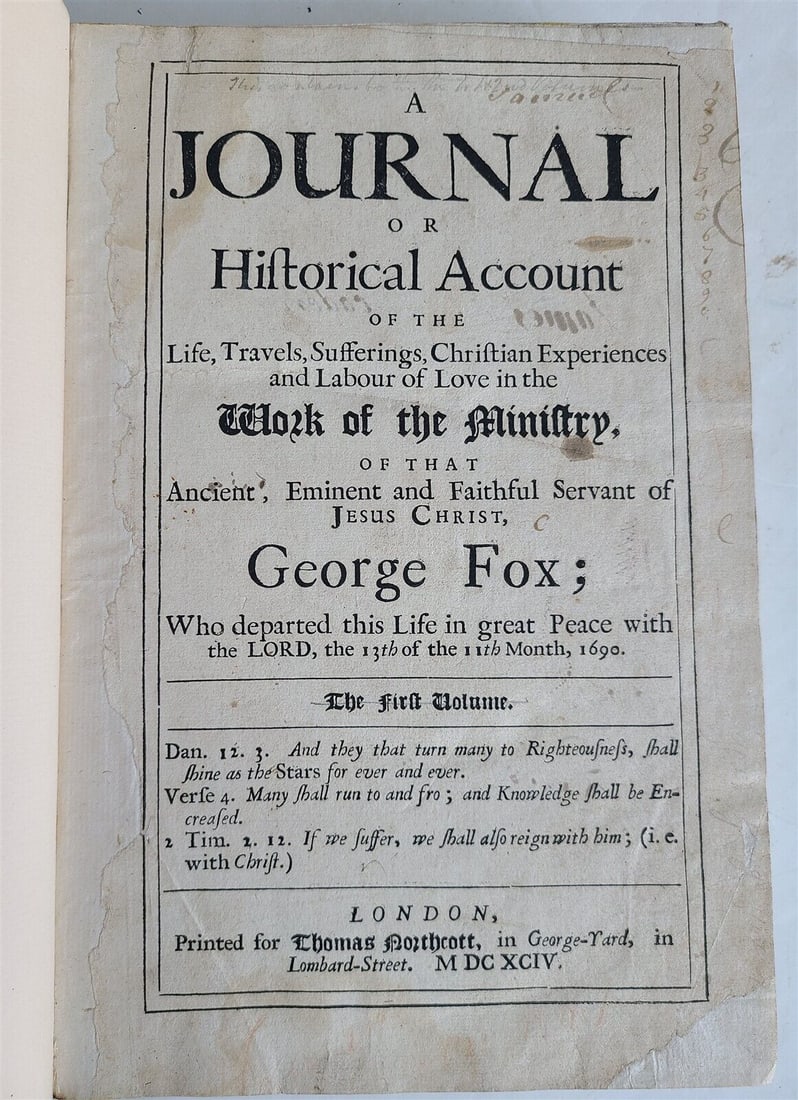 Samuel
A
JOURNAL
OR
Hiſtorical Account
OF THE
Life, Travels, Sufferings, Chriſtian Experiences
and Labour of Love in the
Work of the Miniſtry,
OF THAT
Ancient, Eminent and Faithful Servant of
JESUS CHRIST,
George Fox;
Who departed this Life in great Peace with
the LORD, the 13th of the 11th Month, 1690.
The Firſt Volume.
Dan. 12. 3. And they that turn many to Righteouſneſs, ſhall
ſhine as the Stars for ever and ever.
Verſe 4. Many ſhall run to and fro; and Knowledge ſhall be En-
creaſed.
2 Tim. 2. 12. If we ſuffer, we ſhall alſo reign with him; (i. e.
with Chriſt.)
LONDON,
Printed for Thomas Northcott, in George-Yard, in
Lombard-Street. M DC XCIV.